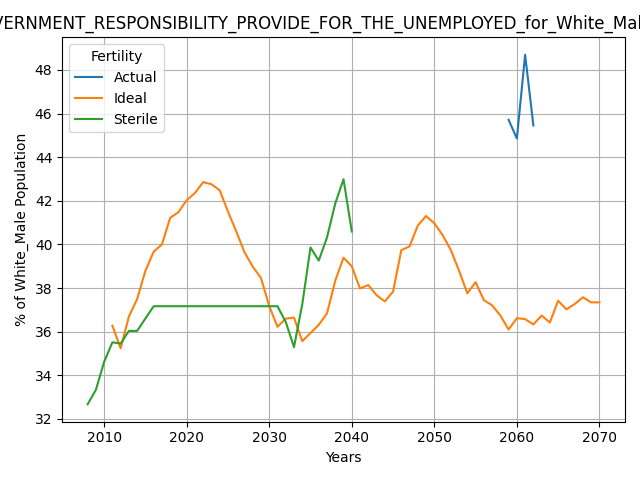 VERNMENT_RESPONSIBILITY_PROVIDE_FOR_THE_UNEMPLOYED_for_White_Mal
Fertility
Actual
Ideal
Sterile
48
46
44
42
40
38
36
34
32
% of White_Male Population
2010 2020 2030 2040 2050 2060 2070
Years